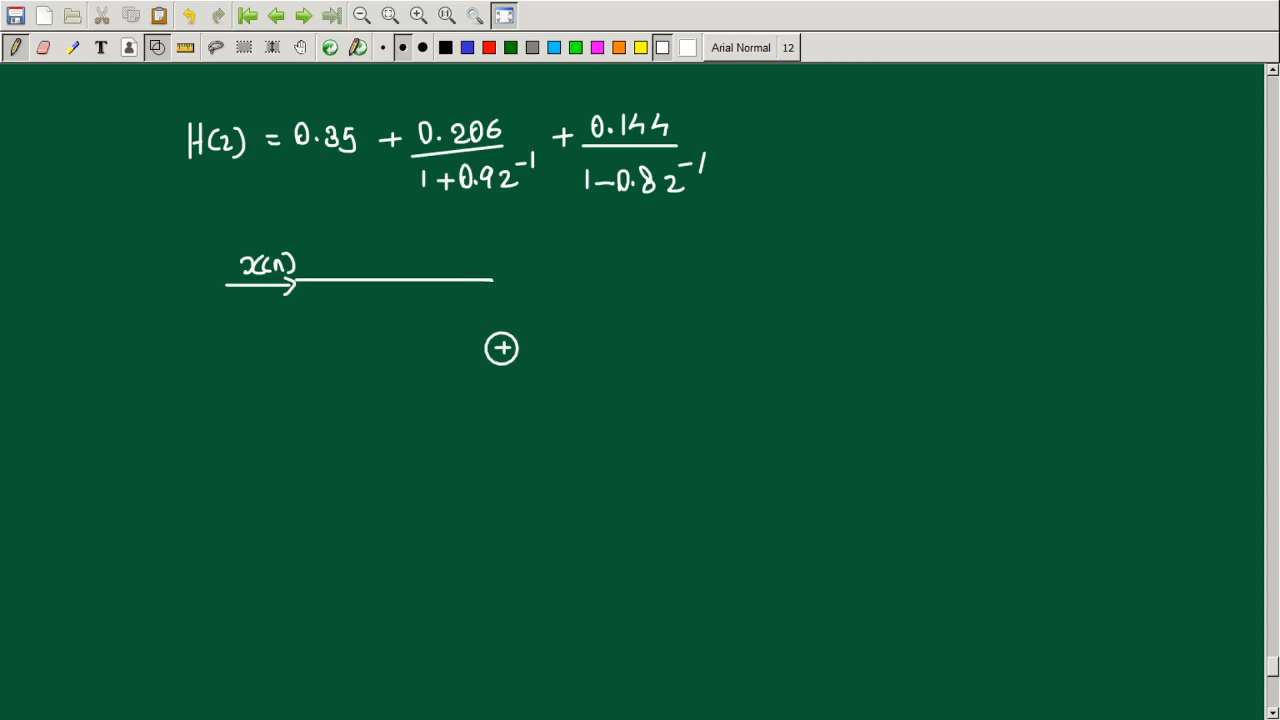 Arial Normal 12
H(z) = 0.35 + 0.206 / 1+0.9z⁻¹ + 0.144 / 1-0.8z⁻¹
x(n)
+